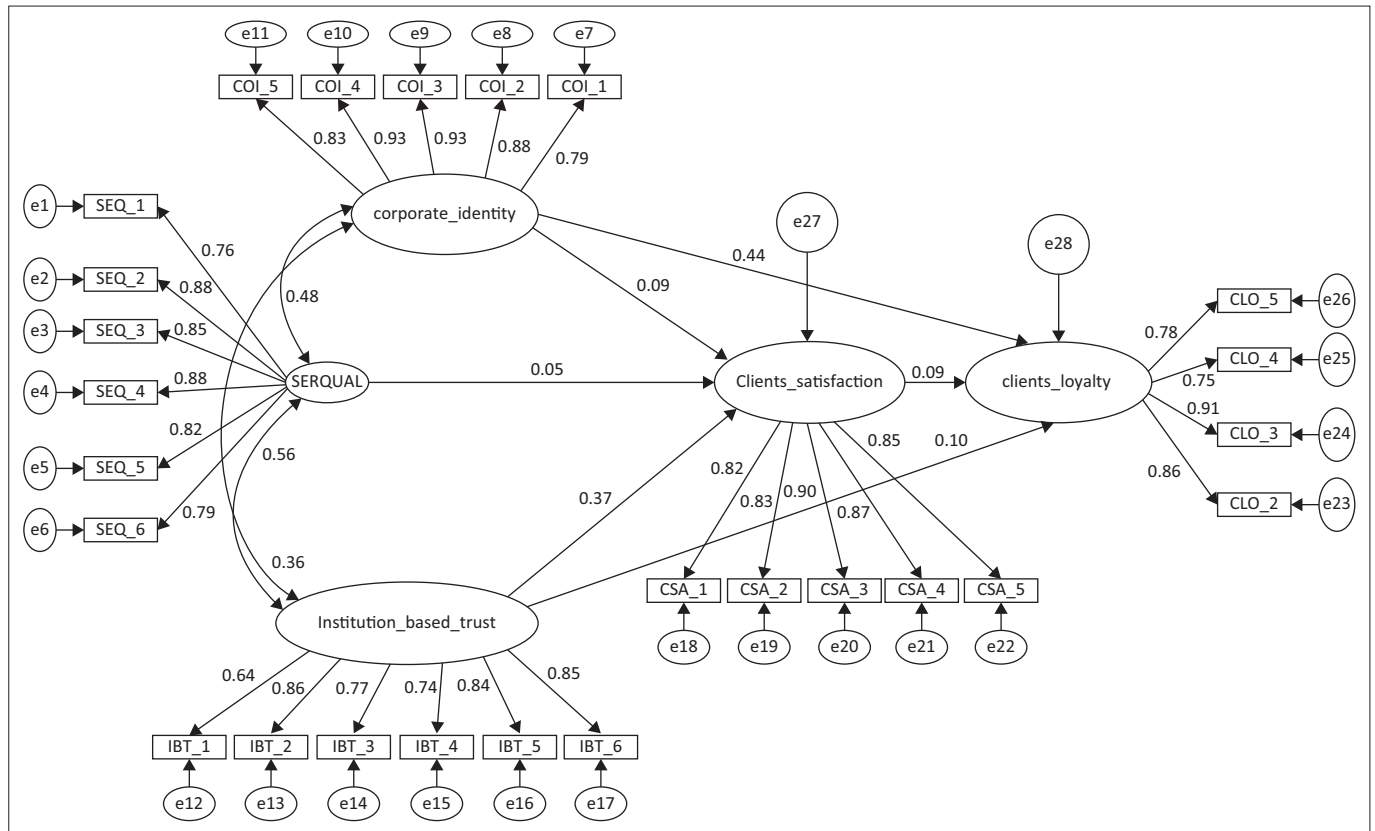 e11 e10 e9 e8 e7
COI_5 COI_4 COI_3 COI_2 COI_1
0.83 0.93 0.93 0.88 0.79
corporate_identity
e1 SEQ_1
e2 SEQ_2
e3 SEQ_3
e4 SEQ_4
e5 SEQ_5
e6 SEQ_6
0.76
0.88
0.85
0.88
0.82
0.79
SERQUAL
0.48
0.56
0.36
e27
e28
0.44
0.09
0.05
Clients_satisfaction
0.09
clients_loyalty
0.37
0.10
0.78
0.75
0.91
0.86
CLO_5 e26
CLO_4 e25
CLO_3 e24
CLO_2 e23
0.82 0.83 0.90 0.87 0.85
CSA_1 CSA_2 CSA_3 CSA_4 CSA_5
e18 e19 e20 e21 e22
Institution_based_trust
0.64 0.86 0.77 0.74 0.84 0.85
IBT_1 IBT_2 IBT_3 IBT_4 IBT_5 IBT_6
e12 e13 e14 e15 e16 e17